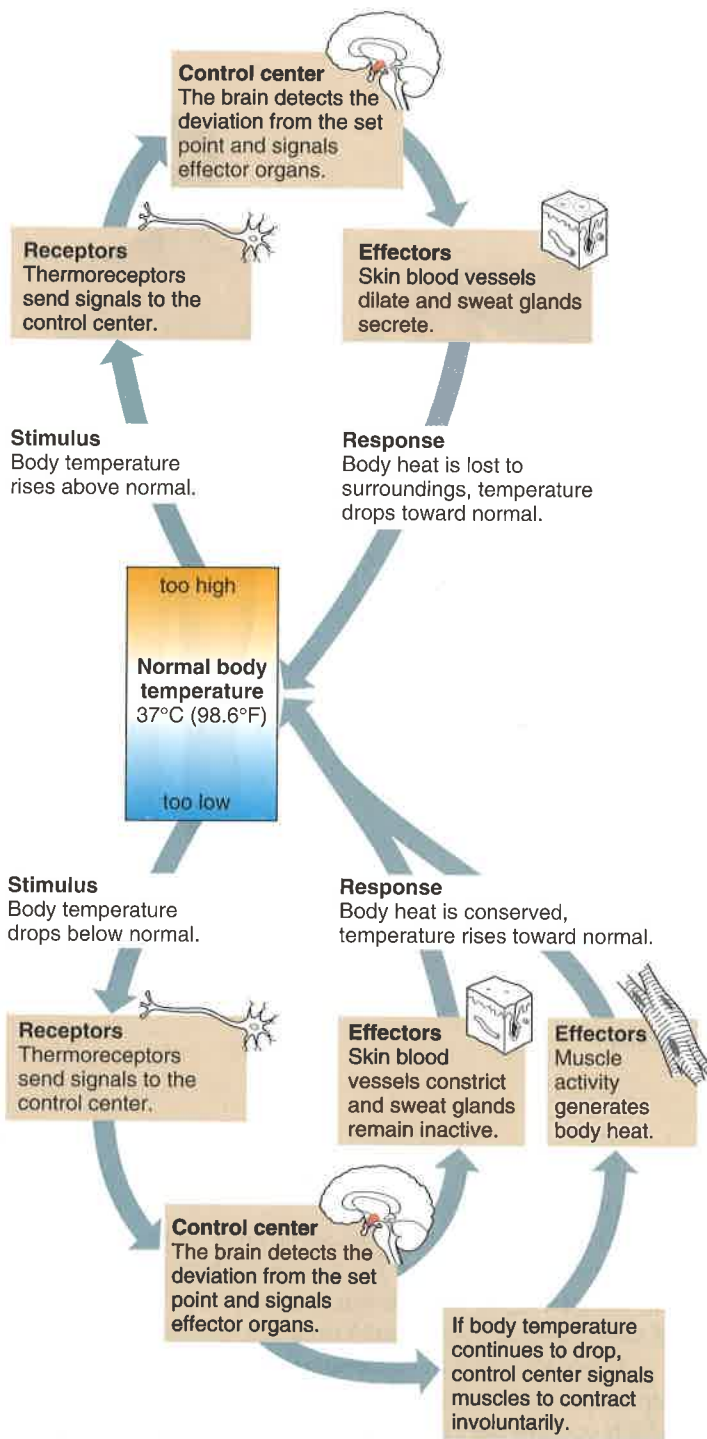 Control center
The brain detects the
deviation from the set
point and signals
effector organs.
Receptors
Thermoreceptors
send signals to the
control center.
Effectors
Skin blood vessels
dilate and sweat glands
secrete.
Stimulus
Body temperature
rises above normal.
Response
Body heat is lost to
surroundings, temperature
drops toward normal.
too high
Normal body
temperature
37°C (98.6°F)
too low
Stimulus
Body temperature
drops below normal.
Response
Body heat is conserved,
temperature rises toward normal.
Receptors
Thermoreceptors
send signals to the
control center.
Effectors
Skin blood
vessels constrict
and sweat glands
remain inactive.
Effectors
Muscle
activity
generates
body heat.
Control center
The brain detects the
deviation from the set
point and signals
effector organs.
If body temperature
continues to drop,
control center signals
muscles to contract
involuntarily.